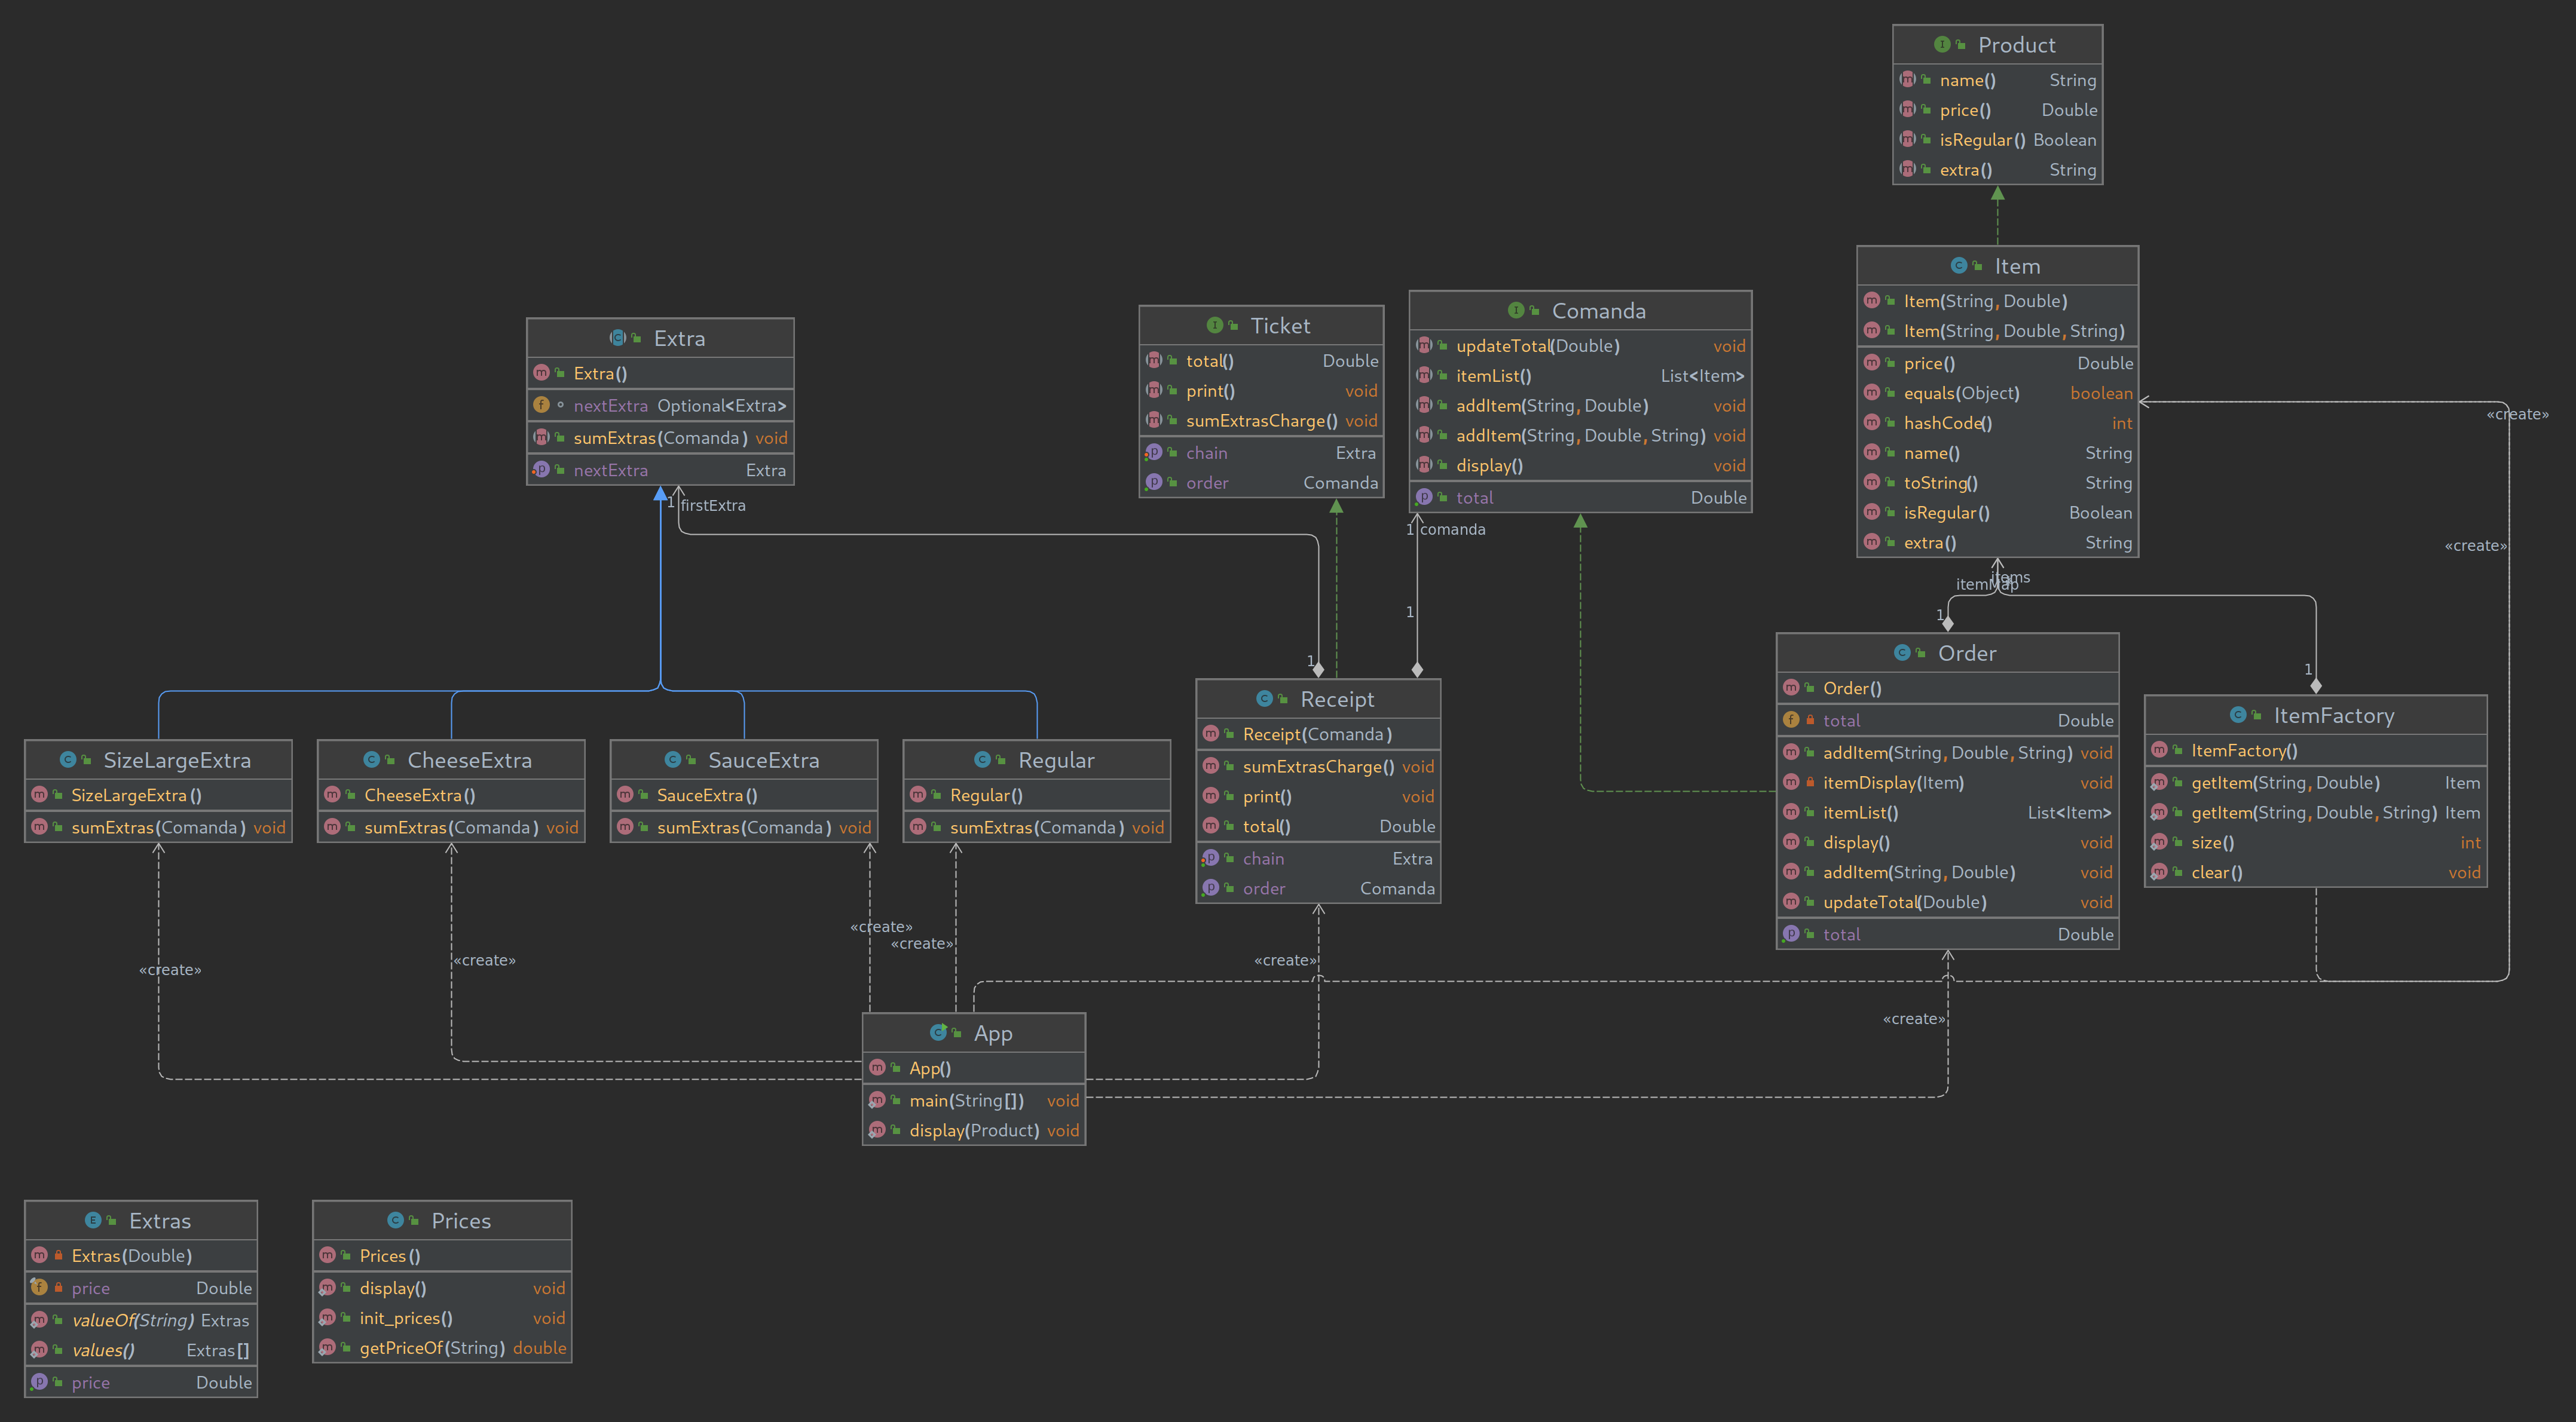 Product
name() String
price() Double
isRegular() Boolean
extra() String
Item
Item(String, Double)
Item(String, Double, String)
price() Double
equals(Object) boolean
hashCode() int
name() String
toString() String
isRegular() Boolean
extra() String
Extra
Extra()
nextExtra Optional<Extra>
sumExtras(Comanda) void
nextExtra Extra
Ticket
total() Double
print() void
sumExtrasCharge() void
chain Extra
order Comanda
Comanda
updateTotal(Double) void
itemList() List<Item>
addItem(String, Double) void
addItem(String, Double, String) void
display() void
total Double
«create»
«create»
1 firstExtra
1 comanda
1
items
itemMap
1
1
1
SizeLargeExtra
SizeLargeExtra()
sumExtras(Comanda) void
CheeseExtra
CheeseExtra()
sumExtras(Comanda) void
SauceExtra
SauceExtra()
sumExtras(Comanda) void
Regular
Regular()
sumExtras(Comanda) void
Receipt
Receipt(Comanda)
sumExtrasCharge() void
print() void
total() Double
chain Extra
order Comanda
Order
Order()
total Double
addItem(String, Double, String) void
itemDisplay(Item) void
itemList() List<Item>
display() void
addItem(String, Double) void
updateTotal(Double) void
total Double
ItemFactory
ItemFactory()
getItem(String, Double) Item
getItem(String, Double, String) Item
size() int
clear() void
«create»
«create»
«create»
«create»
«create»
«create»
App
App()
main(String[]) void
display(Product) void
Extras
Extras(Double)
price Double
valueOf(String) Extras
values() Extras[]
price Double
Prices
Prices()
display() void
init_prices() void
getPriceOf(String) double